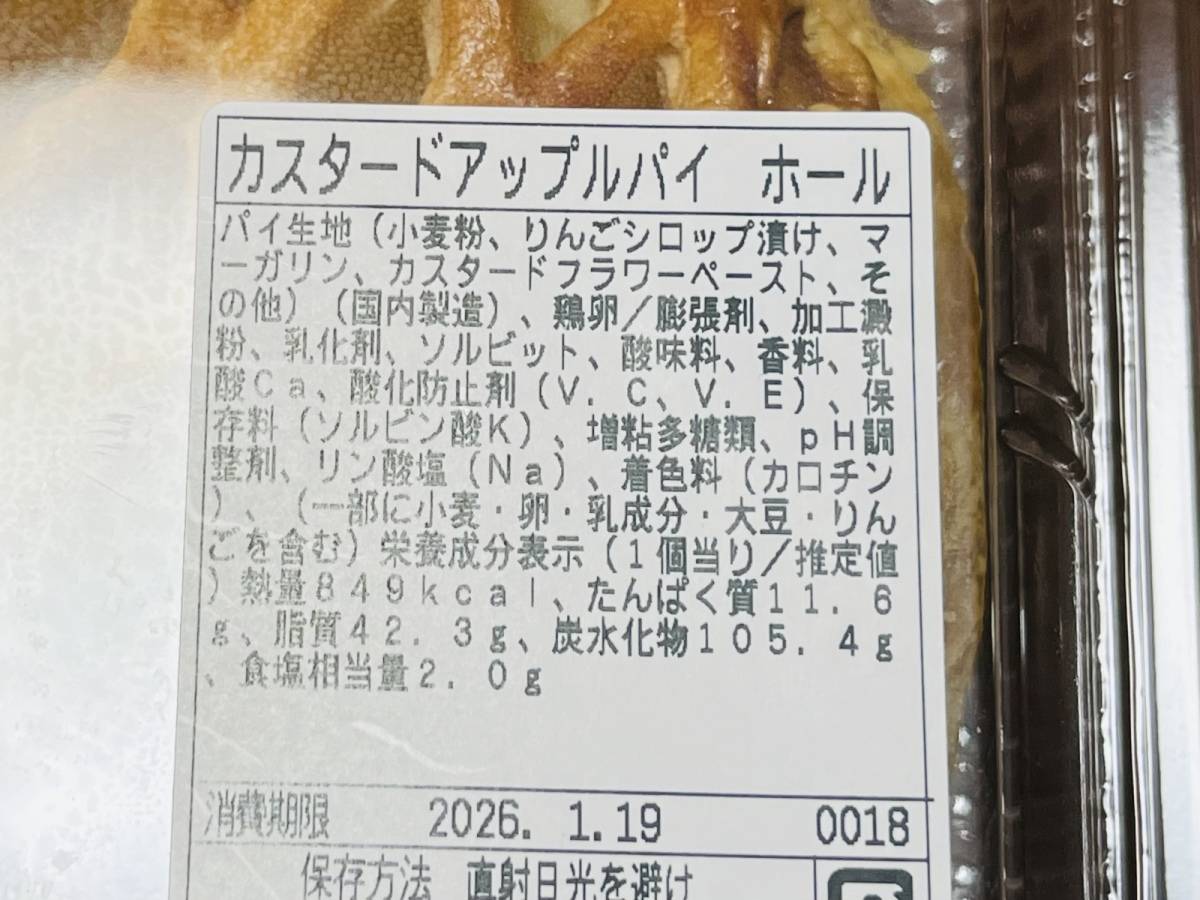 カスタードアップルパイ　ホール
パイ生地（小麦粉、りんごシロップ漬け、マ
ーガリン、カスタードフラワーペースト、そ
の他）（国内製造）、鶏卵／膨張剤、加工澱
粉、乳化剤、ソルビット、酸味料、香料、乳
酸Ｃａ、酸化防止剤（Ｖ．Ｃ、Ｖ．Ｅ）、保
存料（ソルビン酸Ｋ）、増粘多糖類、ｐＨ調
整剤、リン酸塩（Ｎａ）、着色料（カロチン
）、（一部に小麦・卵・乳成分・大豆・りん
ごを含む）栄養成分表示（１個当り／推定値
）熱量８４９ｋｃａｌ、たんぱく質１１．６
ｇ、脂質４２．３ｇ、炭水化物１０５．４ｇ
、食塩相当量２．０ｇ
消費期限　2026. 1.19　0018
保存方法　直射日光を避け